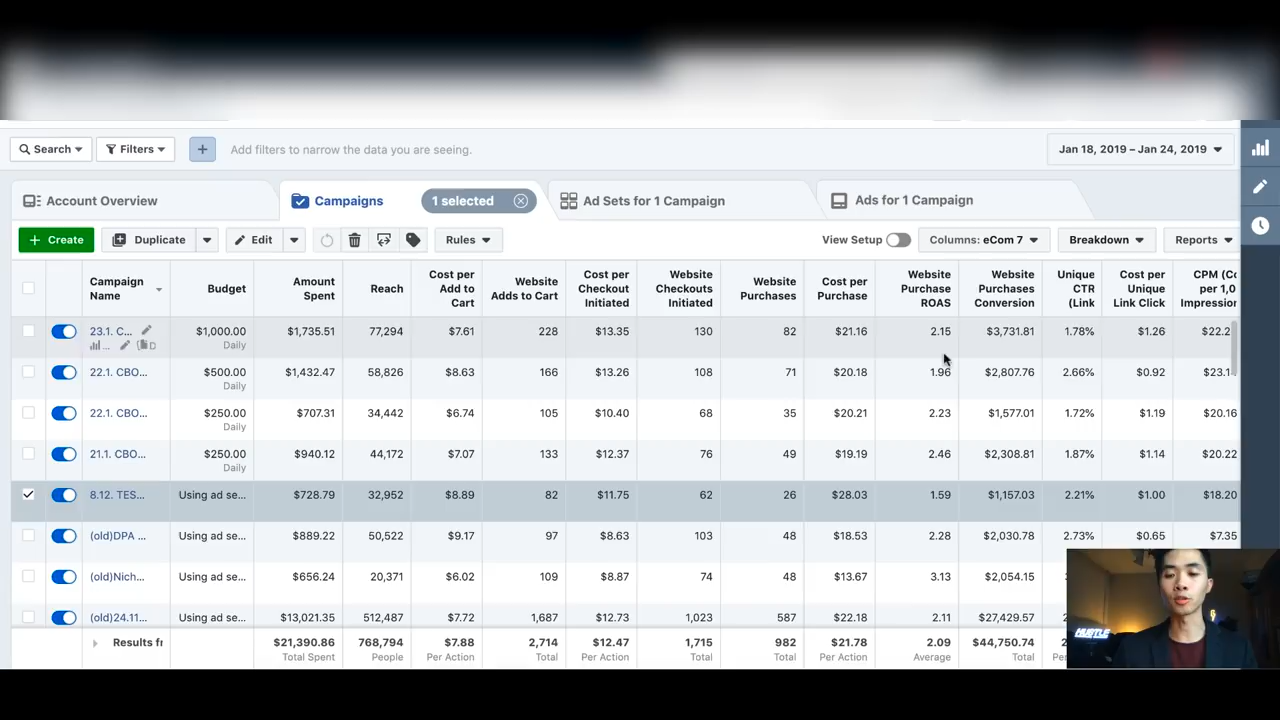 Search
Filters
+
Add filters to narrow the data you are seeing.
Jan 18, 2019 – Jan 24, 2019
Account Overview
Campaigns
1 selected
Ad Sets for 1 Campaign
Ads for 1 Campaign
+ Create
Duplicate
Edit
Rules
View Setup
Columns: eCom 7
Breakdown
Reports
Campaign Name
Budget
Amount Spent
Reach
Cost per Add to Cart
Website Adds to Cart
Cost per Checkout Initiated
Website Checkouts Initiated
Website Purchases
Cost per Purchase
Website Purchase ROAS
Website Purchases Conversion
Unique CTR (Link
Cost per Unique Link Click
CPM (Co per 1,0 Impression
23.1. C... $1,000.00 $1,735.51 77,294 $7.61 228 $13.35 130 82 $21.16 2.15 $3,731.81 1.78% $1.26 $22.2
... D Daily
22.1. CBO... $500.00 $1,432.47 58,826 $8.63 166 $13.26 108 71 $20.18 1.96 $2,807.76 2.66% $0.92 $23.1
Daily
22.1. CBO... $250.00 $707.31 34,442 $6.74 105 $10.40 68 35 $20.21 2.23 $1,577.01 1.72% $1.19 $20.16
Daily
21.1. CBO... $250.00 $940.12 44,172 $7.07 133 $12.37 76 49 $19.19 2.46 $2,308.81 1.87% $1.14 $20.22
Daily
8.12. TES... Using ad se... $728.79 32,952 $8.89 82 $11.75 62 26 $28.03 1.59 $1,157.03 2.21% $1.00 $18.20
(old)DPA ... Using ad se... $889.22 50,522 $9.17 97 $8.63 103 48 $18.53 2.28 $2,030.78 2.73% $0.65 $7.35
(old)Nich... Using ad se... $656.24 20,371 $6.02 109 $8.87 74 48 $13.67 3.13 $2,054.15
(old)24.11... Using ad se... $13,021.35 512,487 $7.72 1,687 $12.73 1,023 587 $22.18 2.11 $27,429.57
Results fr $21,390.86 768,794 $7.88 2,714 $12.47 1,715 982 $21.78 2.09 $44,750.74
Total Spent People Per Action Total Per Action Total Total Per Action Average Total
HUSTLE